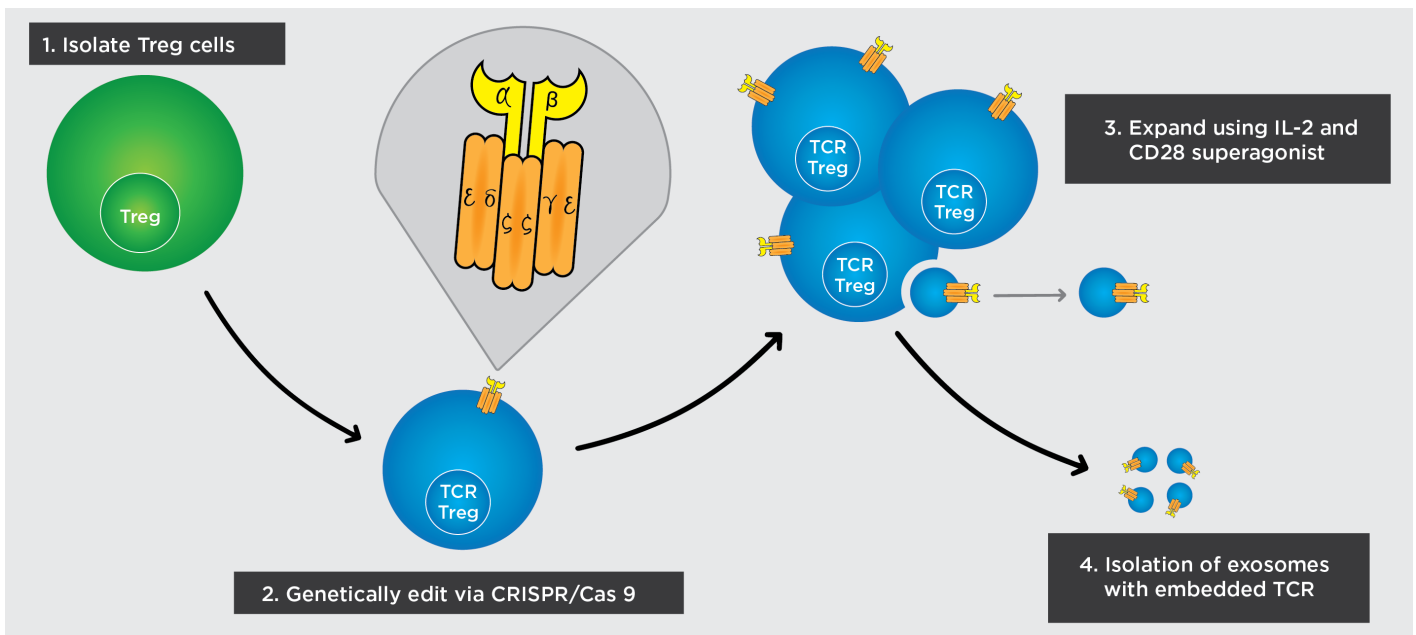 1. Isolate Treg cells
Treg
α β
ε δ ζ ζ γ ε
TCR
Treg
2. Genetically edit via CRISPR/Cas 9
TCR
Treg
TCR
Treg
TCR
Treg
3. Expand using IL-2 and
CD28 superagonist
4. Isolation of exosomes
with embedded TCR